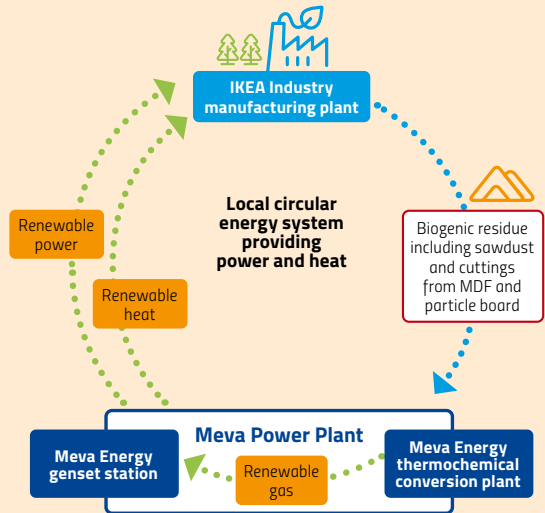 IKEA Industry
manufacturing plant
Local circular
energy system
providing
power and heat
Renewable
power
Renewable
heat
Biogenic residue
including sawdust
and cuttings
from MDF and
particle board
Meva Power Plant
Meva Energy
genset station
Renewable
gas
Meva Energy
thermochemical
conversion plant